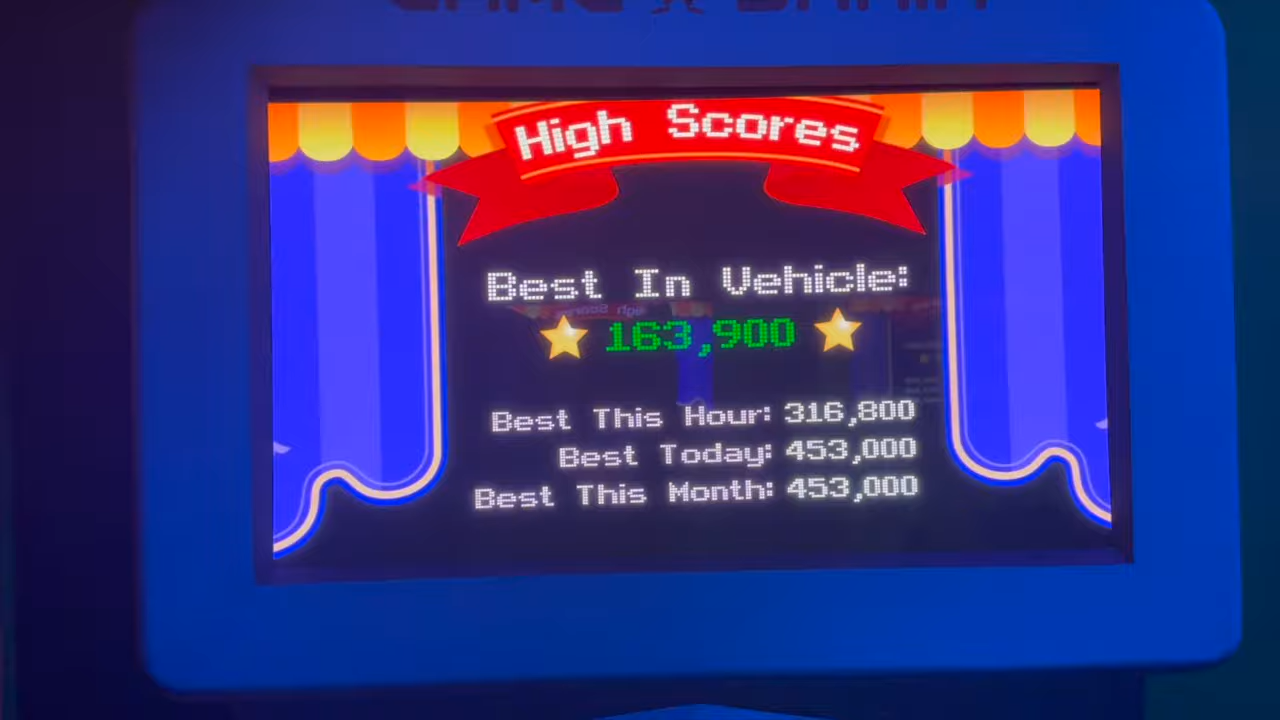 High Scores
Best In Vehicle:
163,900
Best This Hour: 316,800
Best Today: 453,000
Best This Month: 453,000